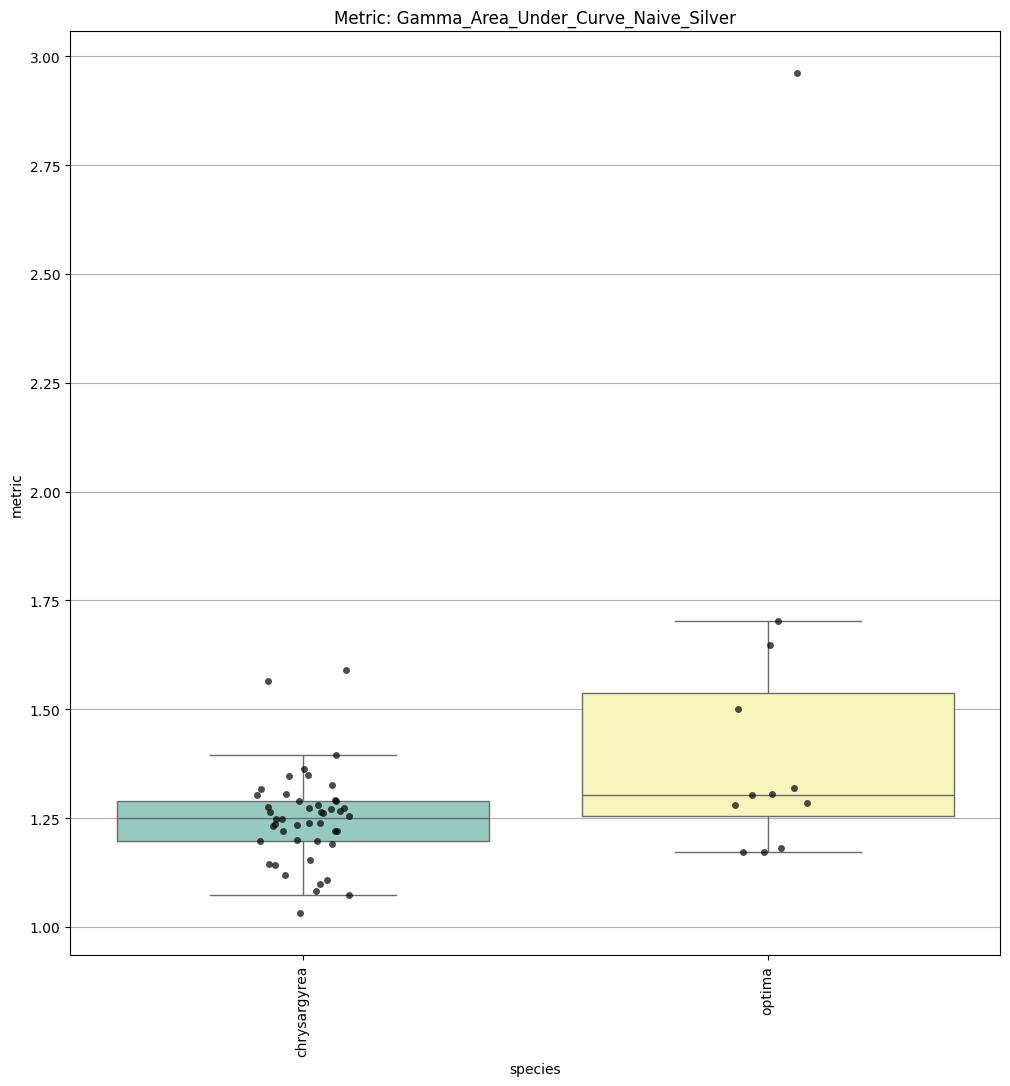 Metric: Gamma_Area_Under_Curve_Naive_Silver
3.00
2.75
2.50
2.25
2.00
1.75
1.50
1.25
1.00
metric
chrysargyrea
optima
species